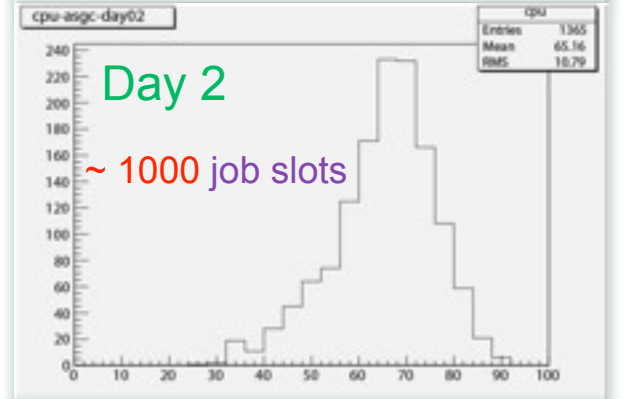 cpu-asgc-day02
cpu
Entries 1365
Mean 65.16
RMS 10.79
Day 2
~ 1000 job slots
240
220
200
180
160
140
120
100
80
60
40
20
0
0 10 20 30 40 50 60 70 80 90 100